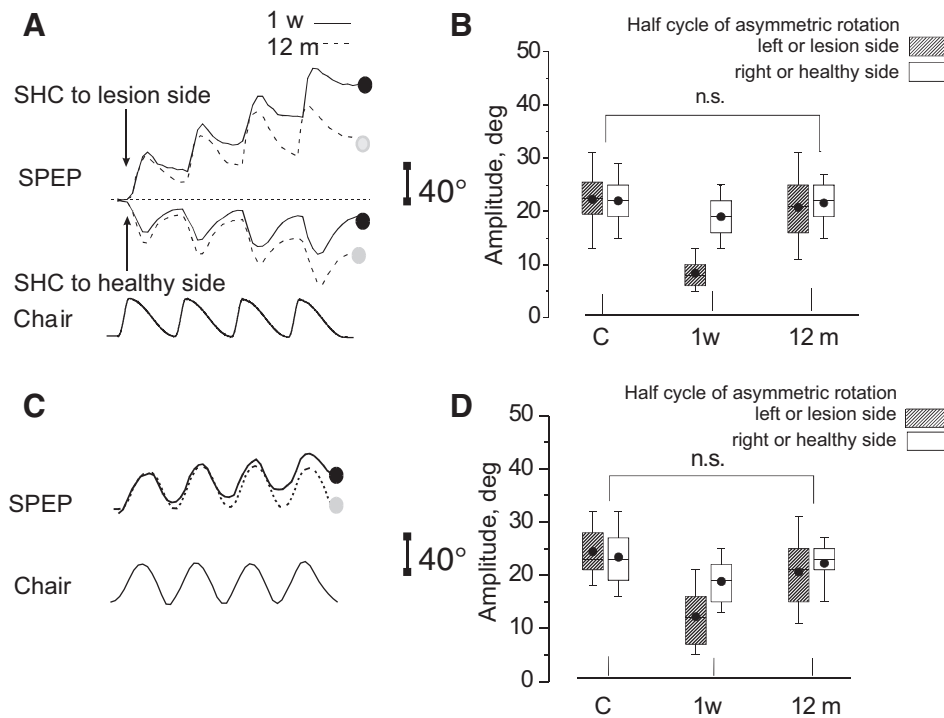 A
1 w
12 m
SHC to lesion side
SPEP
40°
SHC to healthy side
Chair
B
Half cycle of asymmetric rotation
left or lesion side
right or healthy side
n.s.
Amplitude, deg
50
40
30
20
10
0
C
1w
12 m
C
SPEP
40°
Chair
D
Half cycle of asymmetric rotation
left or lesion side
right or healthy side
n.s.
Amplitude, deg
50
40
30
20
10
0
C
1w
12 m